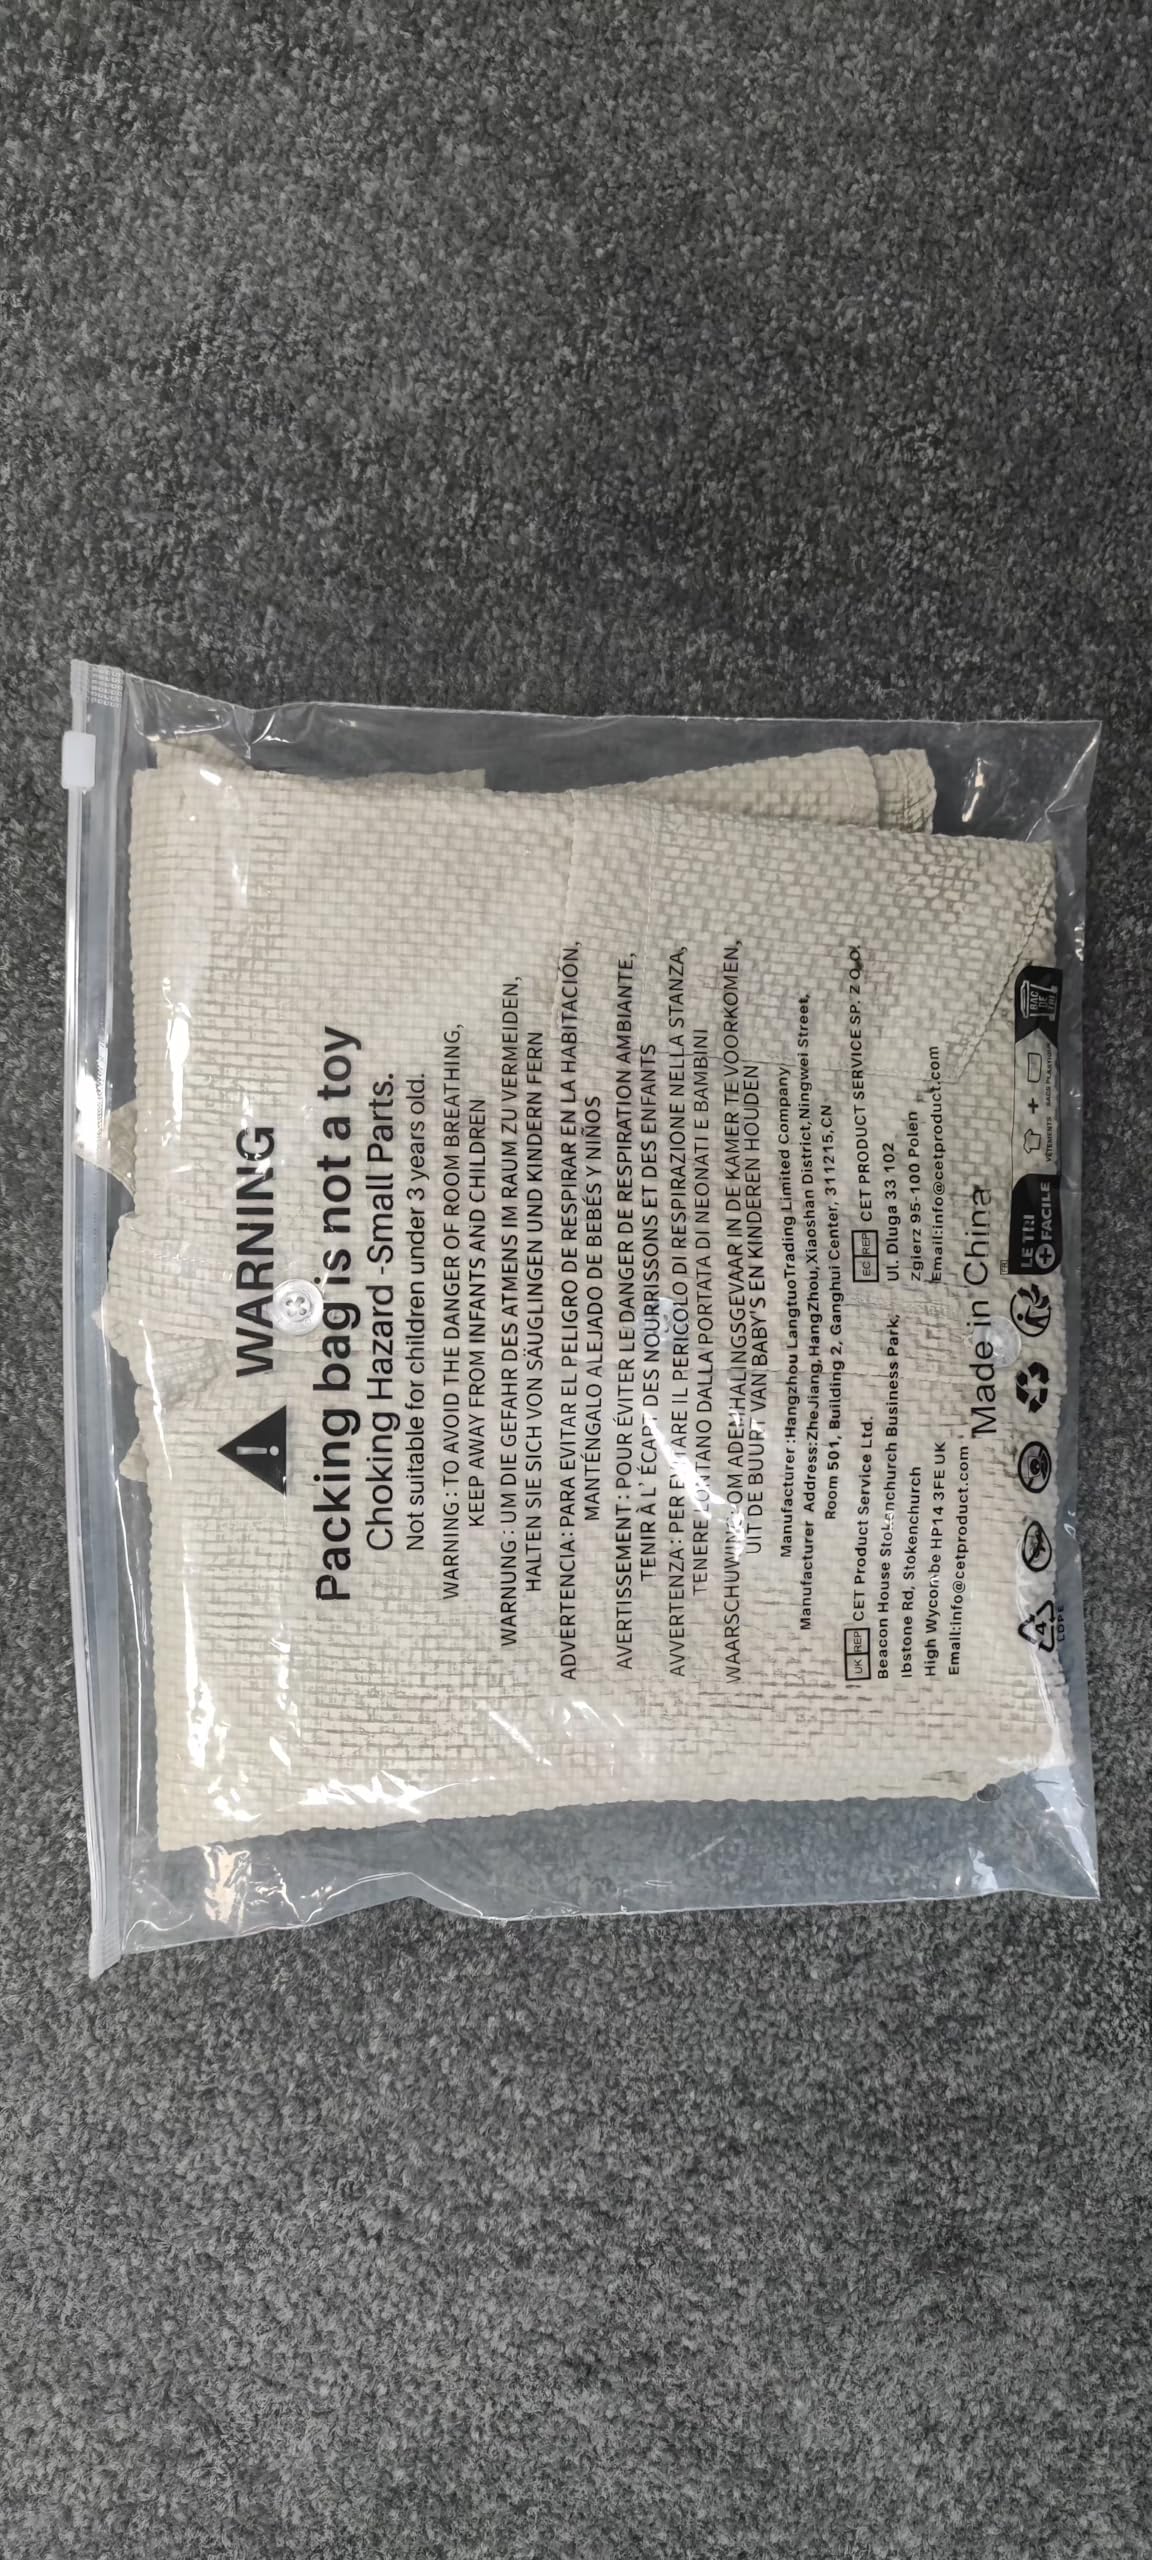 WARNING
Packing bag is not a toy
Choking Hazard -Small Parts.
Not suitable for children under 3 years old.
WARNING : TO AVOID THE DANGER OF ROOM BREATHING,
KEEP AWAY FROM INFANTS AND CHILDREN
WARNUNG : UM DIE GEFAHR DES ATMENS IM RAUM ZU VERMEIDEN,
HALTEN SIE SICH VON SÄUGLINGEN UND KINDERN FERN
ADVERTENCIA: PARA EVITAR EL PELIGRO DE RESPIRAR EN LA HABITACIÓN,
MANTÉNGALO ALEJADO DE BEBÉS Y NIÑOS
AVERTISSEMENT : POUR ÉVITER LE DANGER DE RESPIRATION AMBIANTE,
TENIR À L' ÉCART DES NOURRISSONS ET DES ENFANTS
AVVERTENZA: PER EVITARE IL PERICOLO DI RESPIRAZIONE NELLA STANZA,
TENERE LONTANO DALLA PORTATA DI NEONATI E BAMBINI
WAARSCHUWING: OM ADEMHALINGSGEVAAR IN DE KAMER TE VOORKOMEN,
UIT DE BUURT VAN BABY'S EN KINDEREN HOUDEN
Manufacturer :Hangzhou LangtuoTrading Limited Company
Manufacturer Address:ZheJiang,HangZhou,Xiaoshan District,Ningwei Street,
Room 501, Building 2, Ganghui Center, 311215,CN
UK REP CET Product Service Ltd.
Beacon House Stokenchurch Business Park,
Ibstone Rd, Stokenchurch
High Wycombe HP14 3FE UK
Email:info@cetproduct.com
EC REP CET PRODUCT SERVICE SP. Z O.O.
Ul. Dluga 33 102
Zgierz 95-100 Polen
Email:info@cetproduct.com
Made in China
4
LDPE
FR
LE TRI
+ FACILE
VÊTEMENTS + SACS PLASTIQUE
BAC
DE
TRI